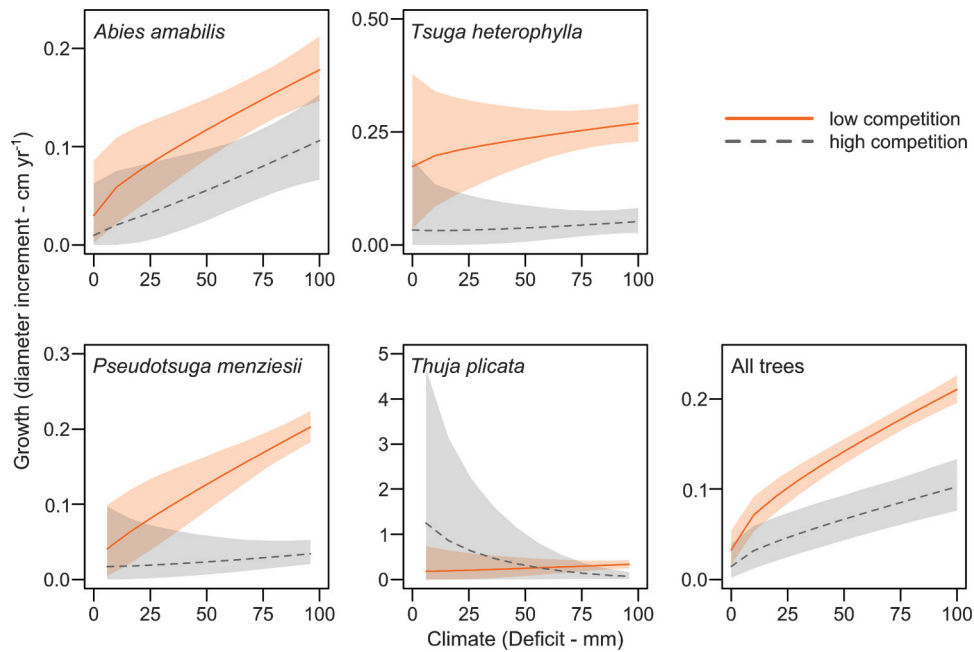 Growth (diameter increment - cm yr-1)
Abies amabilis
0.2
0.1
0.0
0 25 50 75 100
Tsuga heterophylla
0.50
0.25
0.00
0 25 50 75 100
low competition
high competition
Pseudotsuga menziesii
0.3
0.2
0.1
0.0
0 25 50 75 100
Thuja plicata
5
4
3
2
1
0
0 25 50 75 100
All trees
0.2
0.1
0.0
0 25 50 75 100
Climate (Deficit - mm)